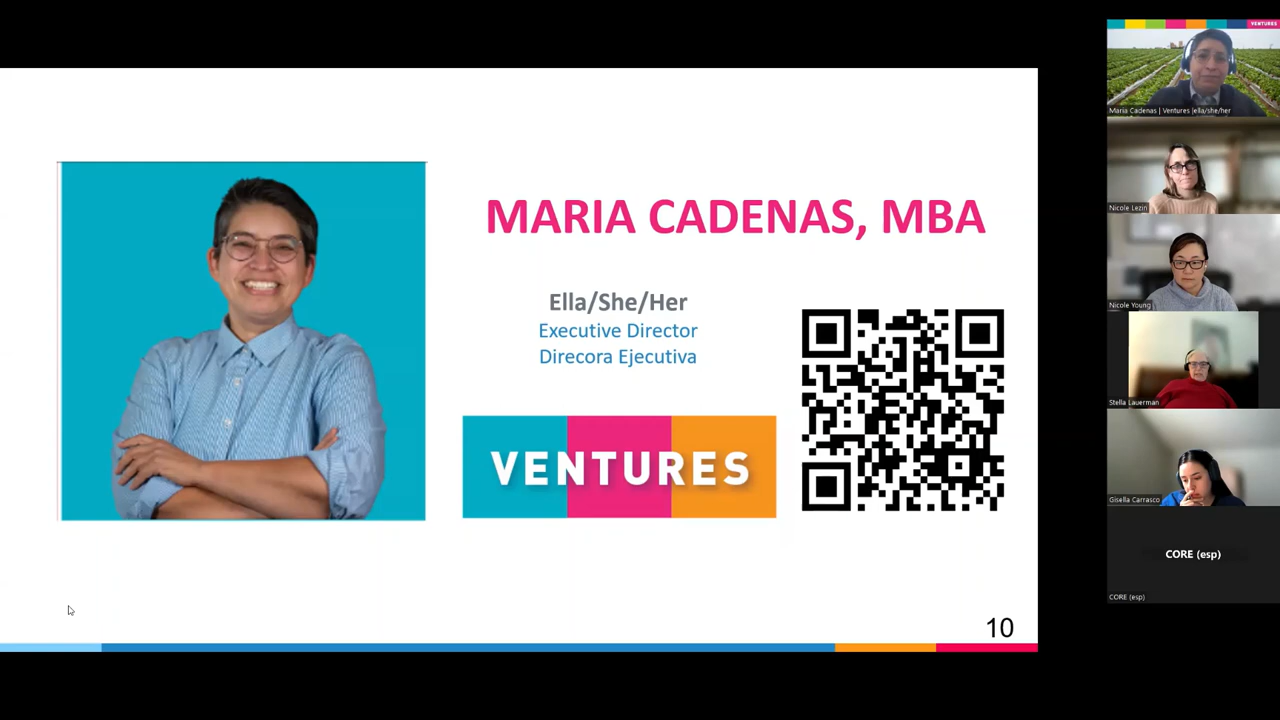 MARIA CADENAS, MBA
Ella/She/Her
Executive Director
Direcora Ejecutiva
VENTURES
10
VENTURES
Maria Cadenas | Ventures |ella/she/her
Nicole Lezin
Nicole Young
Stella Lauerman
Gisella Carrasco
CORE (esp)
CORE (esp)